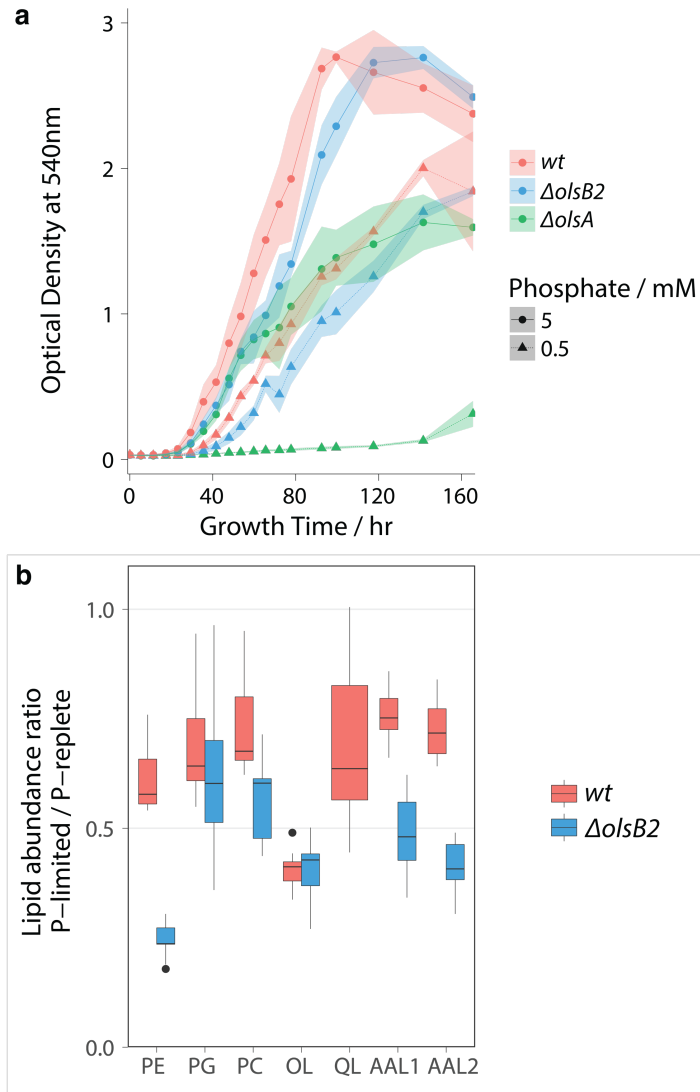 a
3
2
1
0
Optical Density at 540nm
0
40
80
120
160
Growth Time / hr
wt
ΔolsB2
ΔolsA
Phosphate / mM
5
0.5
b
1.0
0.5
0.0
Lipid abundance ratio
P−limited / P−replete
PE PG PC OL QL AAL1 AAL2
wt
ΔolsB2